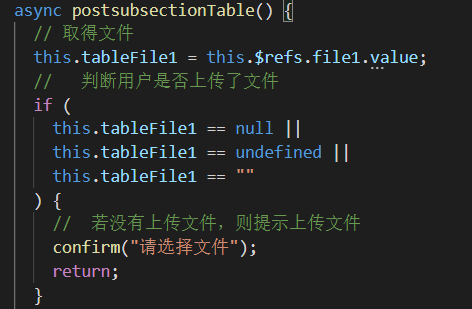 async postsubsectionTable() {
// 取得文件
this.tableFile1 = this.$refs.file1.value;
//  判断用户是否上传了文件
if (
this.tableFile1 == null ||
this.tableFile1 == undefined ||
this.tableFile1 == ""
) {
//  若没有上传文件，则提示上传文件
confirm("请选择文件");
return;
}